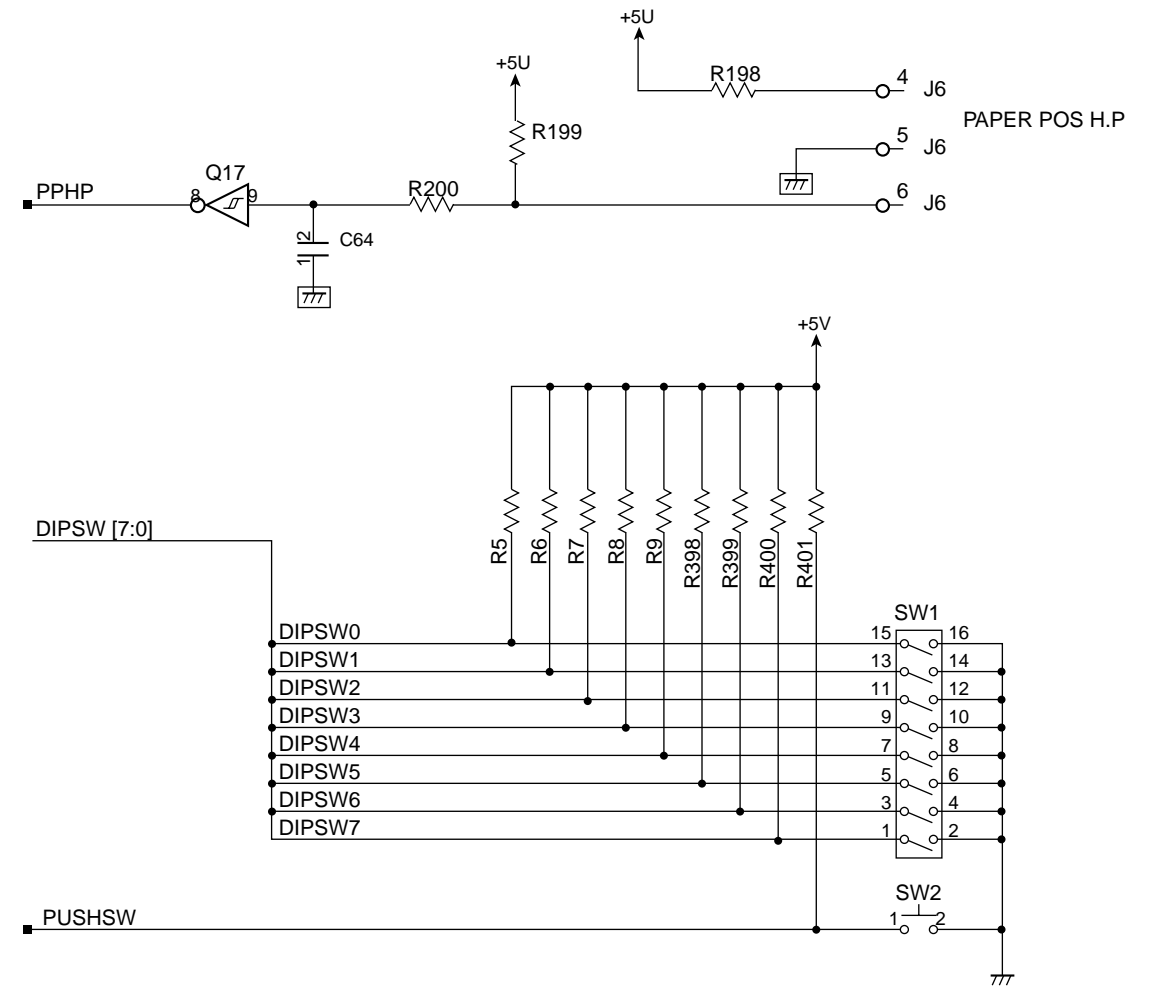 +5U
+5U
R198
4
J6
PAPER POS H.P
R199
5
J6
PPHP
8
Q17
9
R200
6
J6
2
1
C64
+5V
DIPSW [7:0]
R5
R6
R7
R8
R9
R398
R399
R400
R401
SW1
DIPSW0
15
16
DIPSW1
13
14
DIPSW2
11
12
DIPSW3
9
10
DIPSW4
7
8
DIPSW5
5
6
DIPSW6
3
4
DIPSW7
1
2
SW2
PUSHSW
1
2